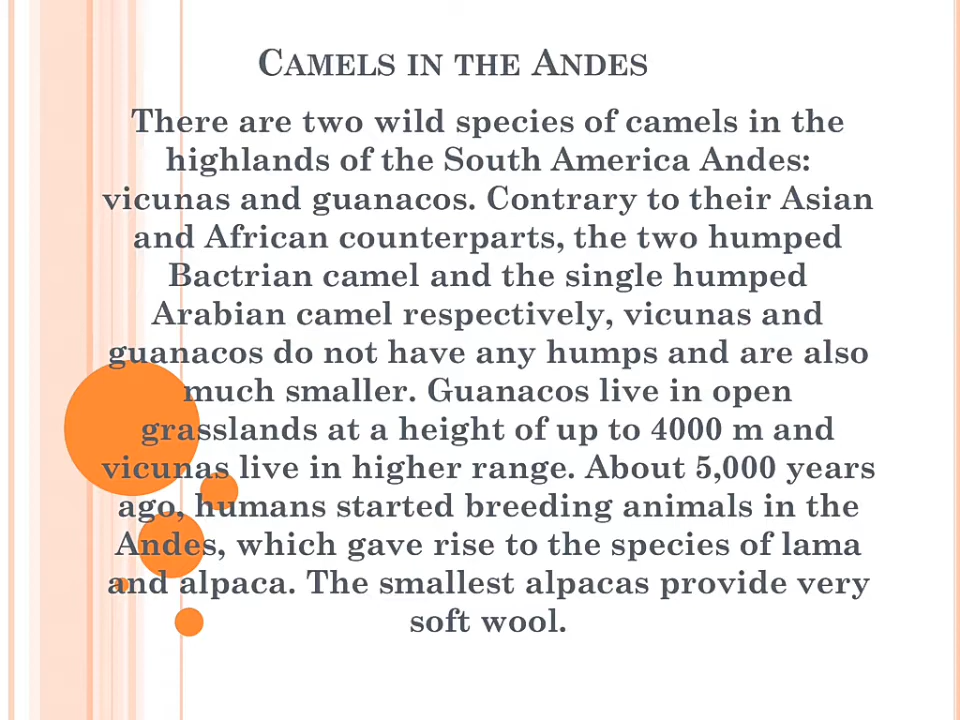 Camels in the Andes
There are two wild species of camels in the
highlands of the South America Andes:
vicunas and guanacos. Contrary to their Asian
and African counterparts, the two humped
Bactrian camel and the single humped
Arabian camel respectively, vicunas and
guanacos do not have any humps and are also
much smaller. Guanacos live in open
grasslands at a height of up to 4000 m and
vicunas live in higher range. About 5,000 years
ago, humans started breeding animals in the
Andes, which gave rise to the species of lama
and alpaca. The smallest alpacas provide very
soft wool.